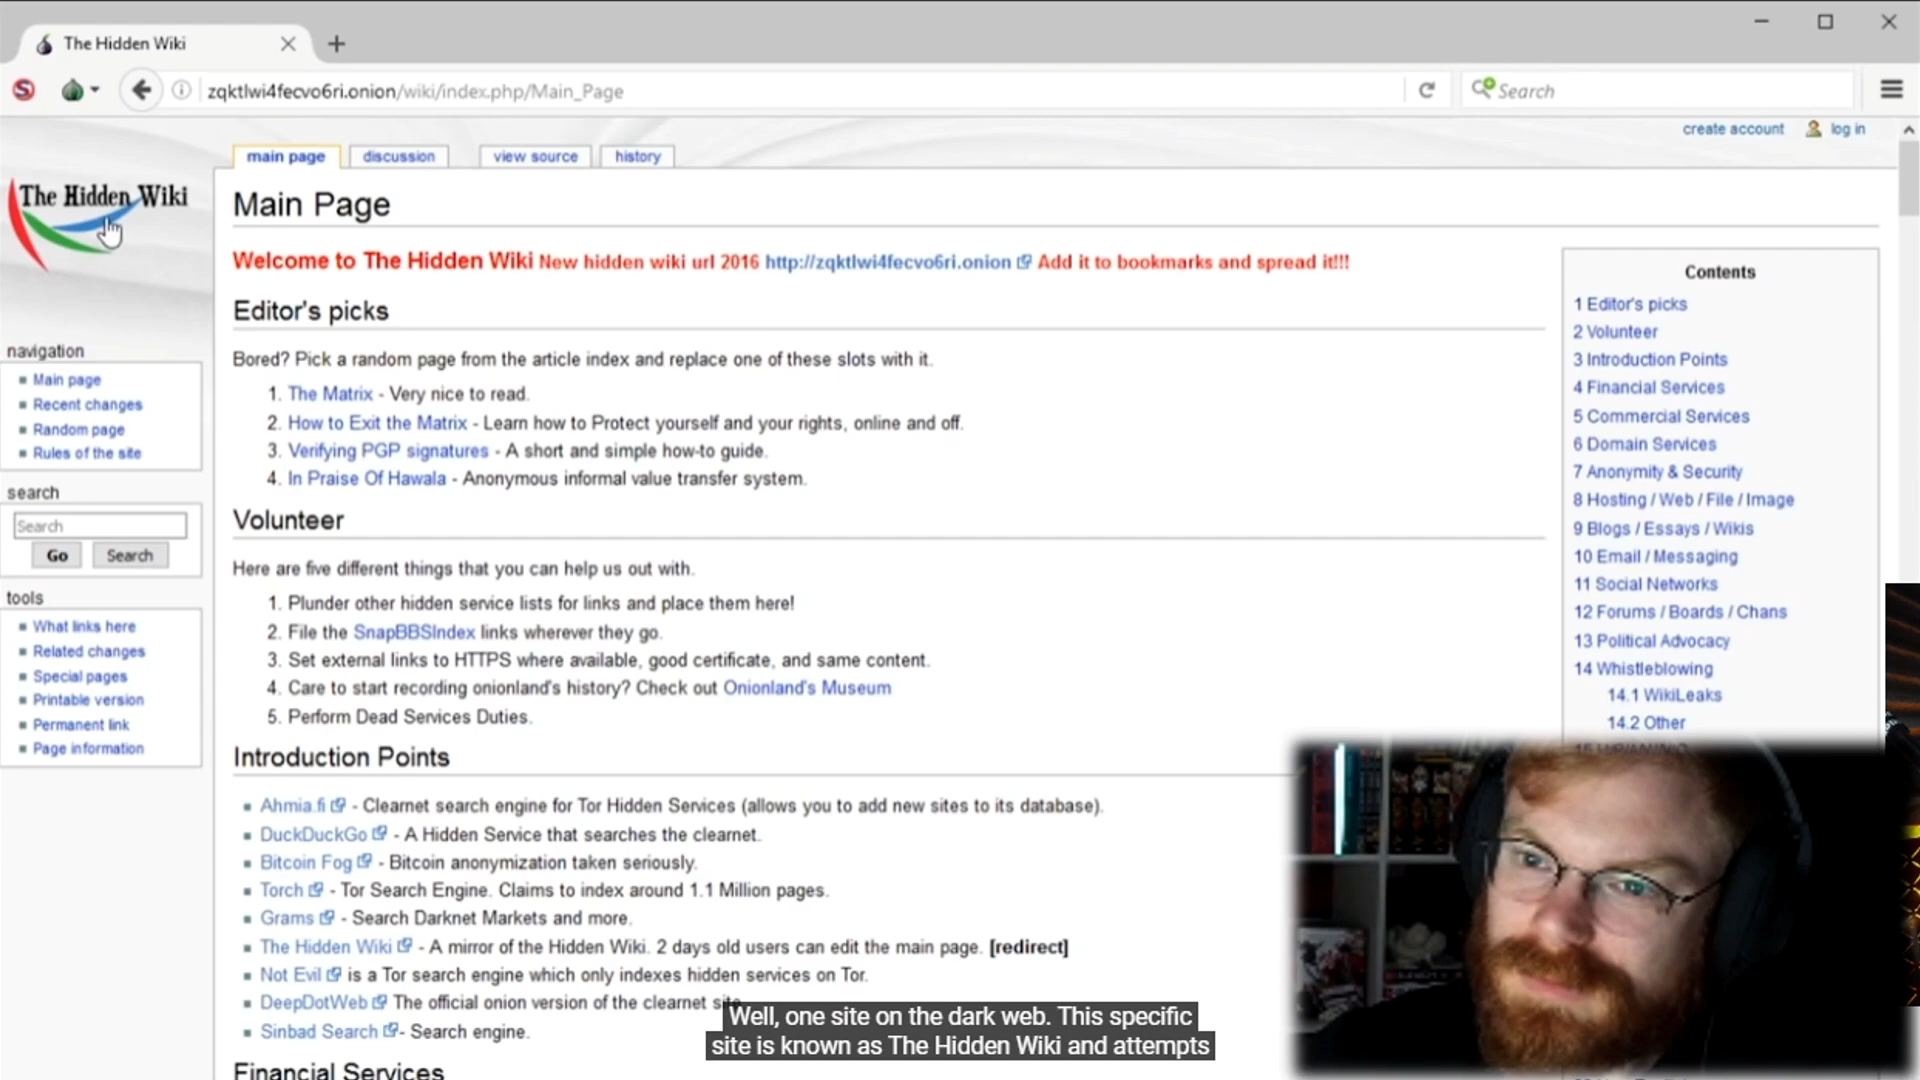 The Hidden Wiki
zqktlwi4fecvo6ri.onion/wiki/index.php/Main_Page
Search
create account log in
main page discussion view source history
The Hidden Wiki
Main Page
Welcome to The Hidden Wiki New hidden wiki url 2016 http://zqktlwi4fecvo6ri.onion Add it to bookmarks and spread it!!!
Editor's picks
Bored? Pick a random page from the article index and replace one of these slots with it.
1. The Matrix - Very nice to read.
2. How to Exit the Matrix - Learn how to Protect yourself and your rights, online and off.
3. Verifying PGP signatures - A short and simple how-to guide.
4. In Praise Of Hawala - Anonymous informal value transfer system.
Volunteer
Here are five different things that you can help us out with.
1. Plunder other hidden service lists for links and place them here!
2. File the SnapBBSIndex links wherever they go.
3. Set external links to HTTPS where available, good certificate, and same content.
4. Care to start recording onionland's history? Check out Onionland's Museum
5. Perform Dead Services Duties.
Introduction Points
Ahmia.fi - Clearnet search engine for Tor Hidden Services (allows you to add new sites to its database).
DuckDuckGo - A Hidden Service that searches the clearnet.
Bitcoin Fog - Bitcoin anonymization taken seriously.
Torch - Tor Search Engine. Claims to index around 1.1 Million pages.
Grams - Search Darknet Markets and more.
The Hidden Wiki - A mirror of the Hidden Wiki. 2 days old users can edit the main page. [redirect]
Not Evil is a Tor search engine which only indexes hidden services on Tor.
DeepDotWeb The official onion version of the clearnet site
Sinbad Search - Search engine.
Financial Services
navigation
Main page
Recent changes
Random page
Rules of the site
search
Search
Go Search
tools
What links here
Related changes
Special pages
Printable version
Permanent link
Page information
Contents
1 Editor's picks
2 Volunteer
3 Introduction Points
4 Financial Services
5 Commercial Services
6 Domain Services
7 Anonymity & Security
8 Hosting / Web / File / Image
9 Blogs / Essays / Wikis
10 Email / Messaging
11 Social Networks
12 Forums / Boards / Chans
13 Political Advocacy
14 Whistleblowing
14.1 WikiLeaks
14.2 Other
Well, one site on the dark web. This specific
site is known as The Hidden Wiki and attempts